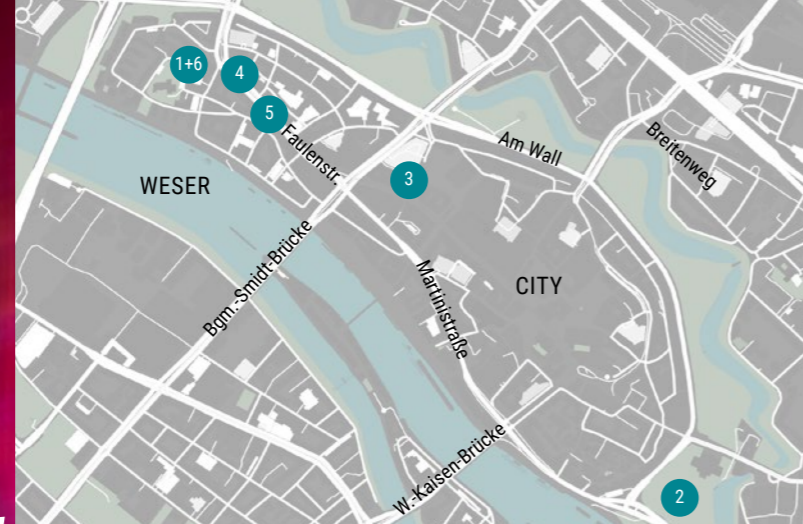 1+6
4
5
Faulenstr.
Am Wall
Breitenweg
3
WESER
Bgm.-Smidt-Brücke
Martinistraße
CITY
W.-Kaisen-Brücke
2